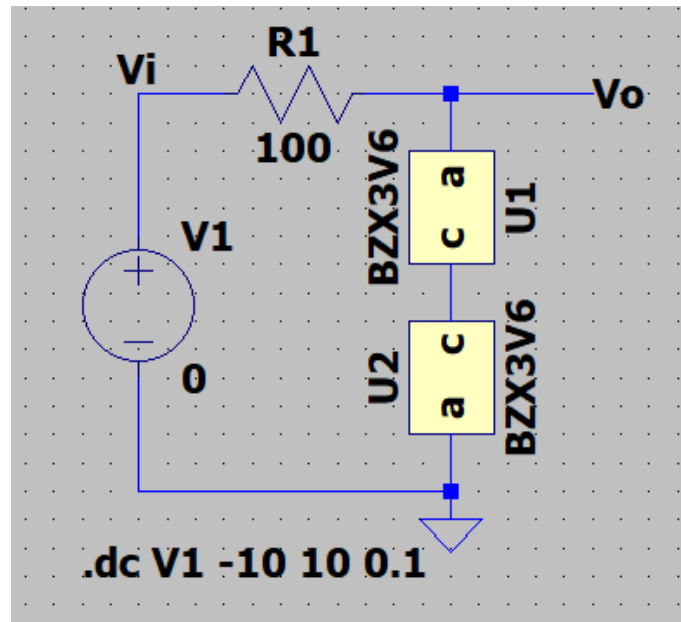 R1
Vi
Vo
100
BZX3V6
a
c
U1
V1
+
−
0
U2
c
a
BZX3V6
.dc V1 -10 10 0.1